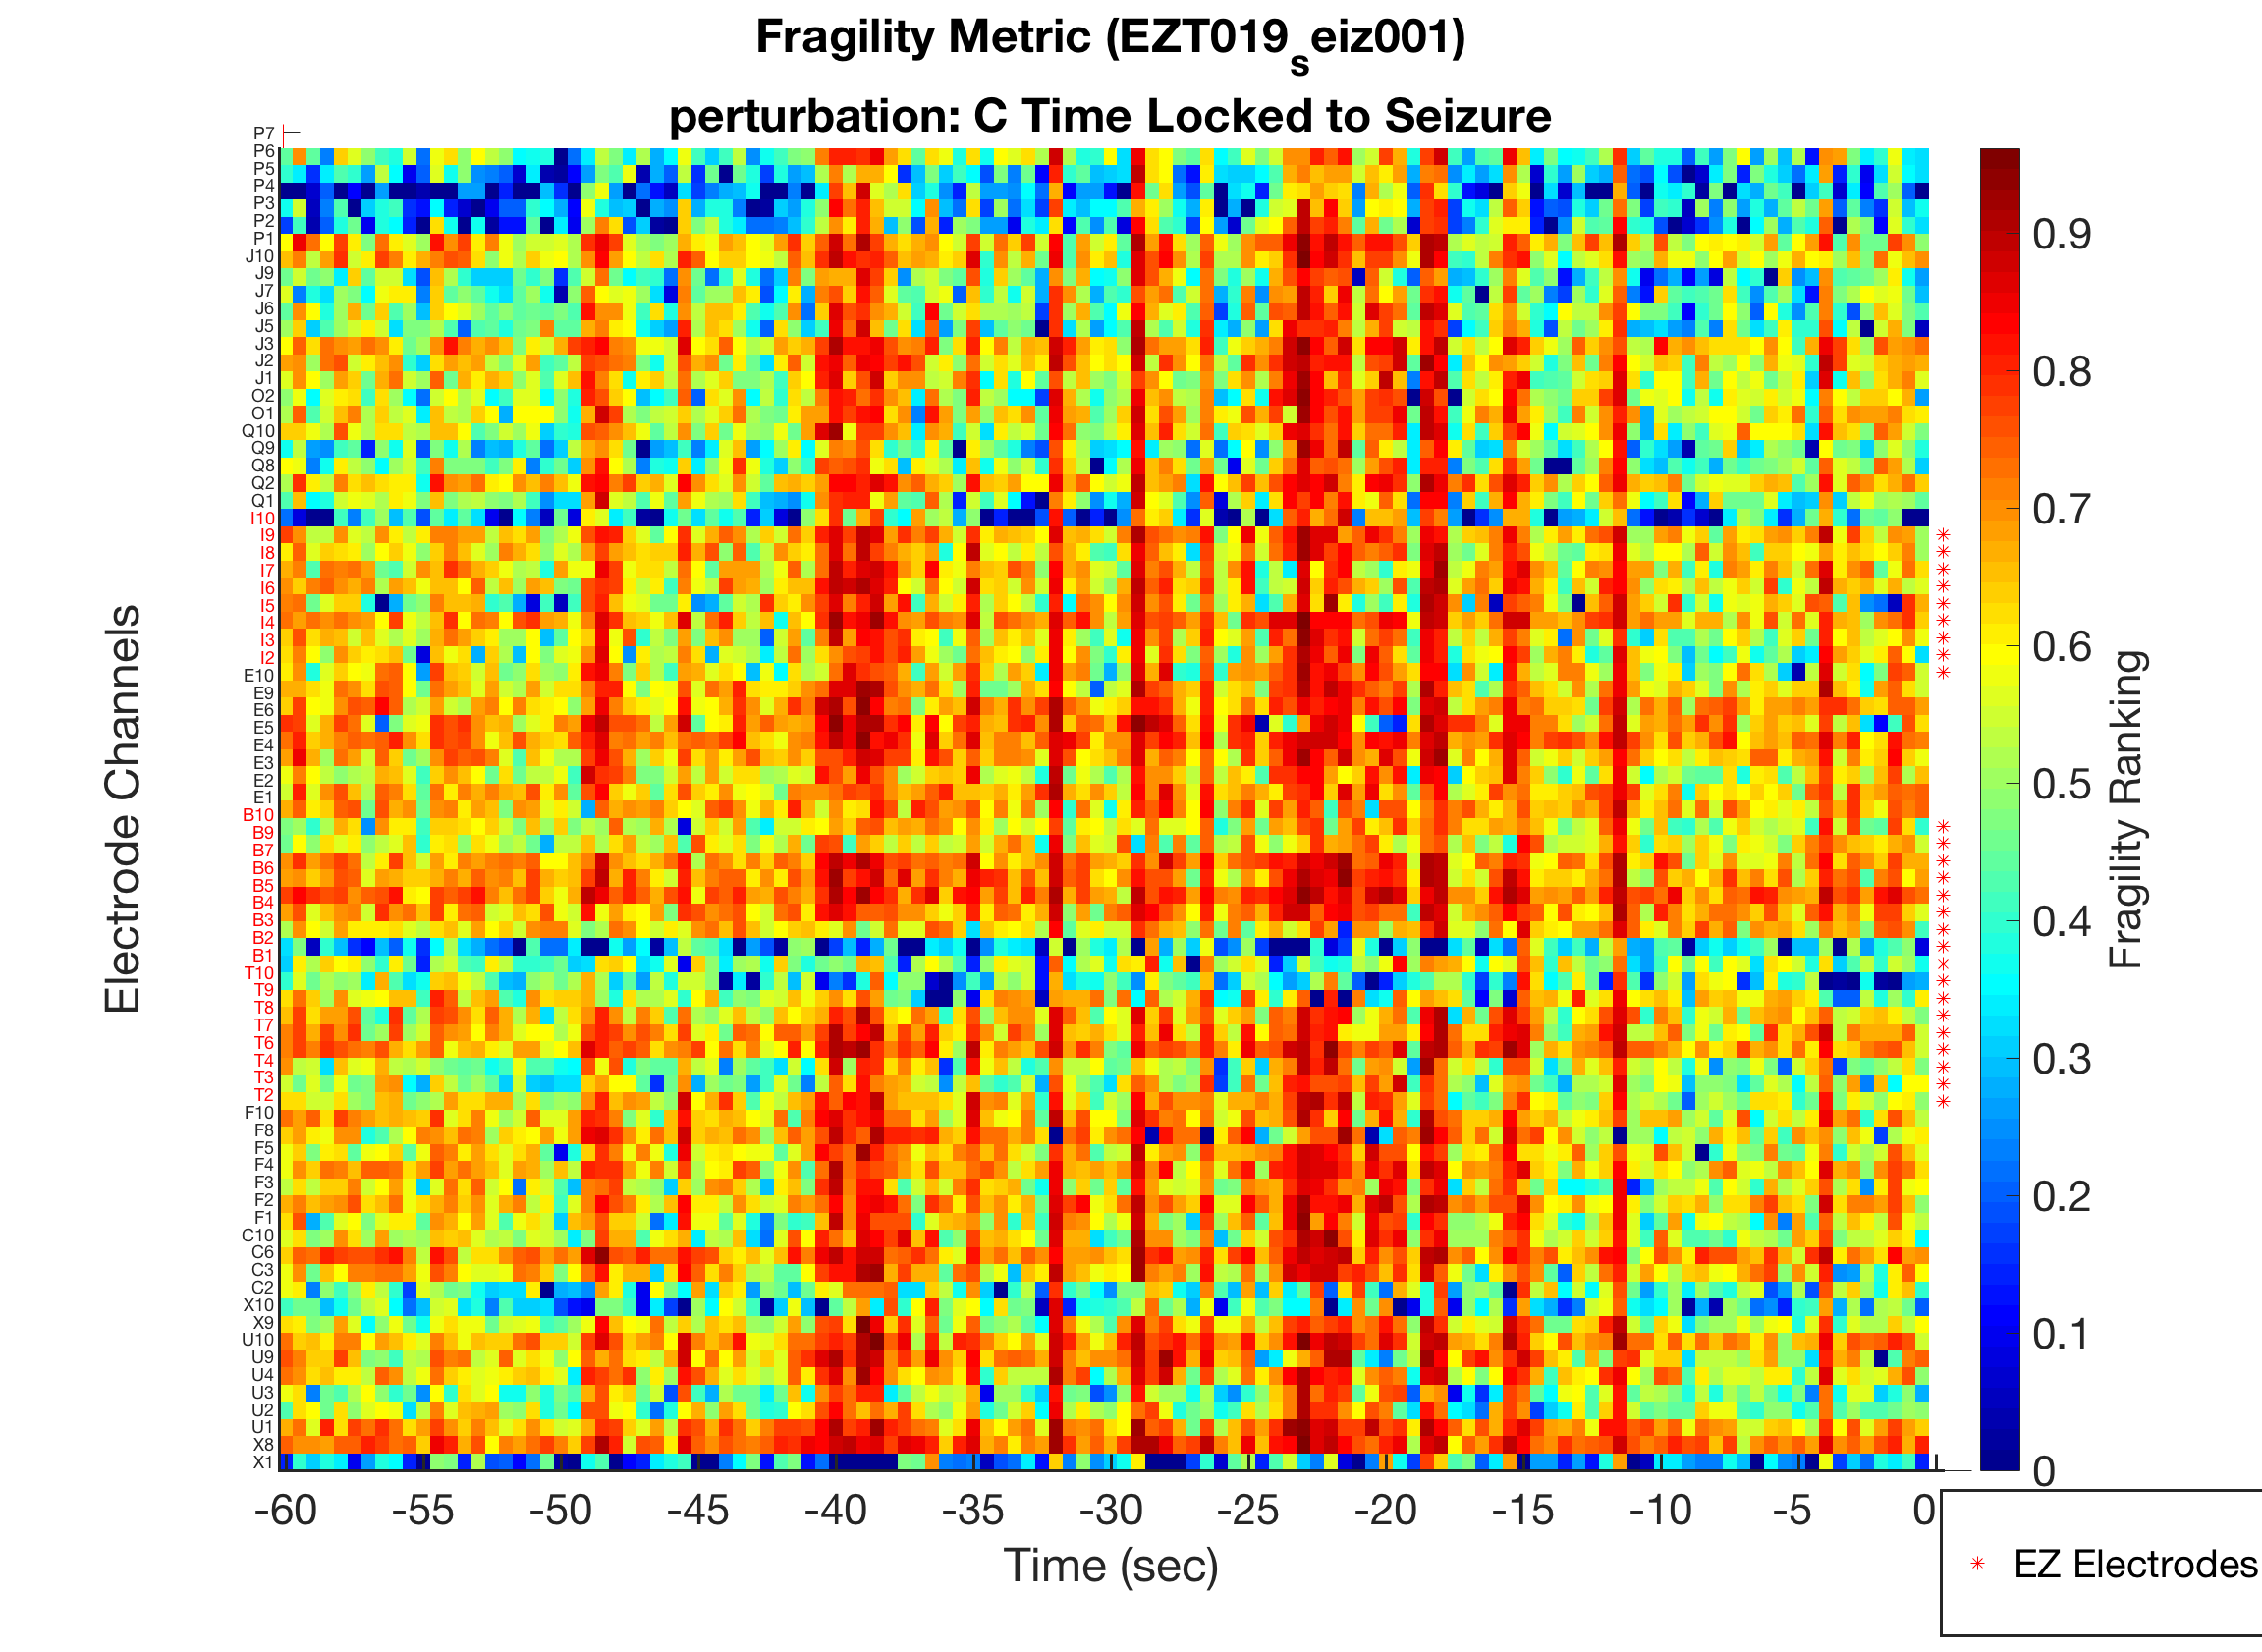 Fragility Metric (EZT019seiz001)
perturbation: C Time Locked to Seizure
P7
P6
P5
P4
P3
P2
P1
J10
J9
J7
J6
J5
J3
J2
J1
O2
O1
Q10
Q9
Q8
Q2
Q1
I10
I9
I8
I7
I6
I5
I4
I3
I2
E10
E9
E6
E5
E4
E3
E2
E1
B10
B9
B7
B6
B5
B4
B3
B2
B1
T10
T9
T8
T7
T6
T4
T3
T2
F10
F8
F5
F4
F3
F2
F1
C10
C6
C3
C2
X10
X9
U10
U9
U4
U3
U2
U1
X8
X1
Electrode Channels
-60 -55 -50 -45 -40 -35 -30 -25 -20 -15 -10 -5 0
Time (sec)
0.9
0.8
0.7
0.6
0.5
0.4
0.3
0.2
0.1
0
Fragility Ranking
EZ Electrodes